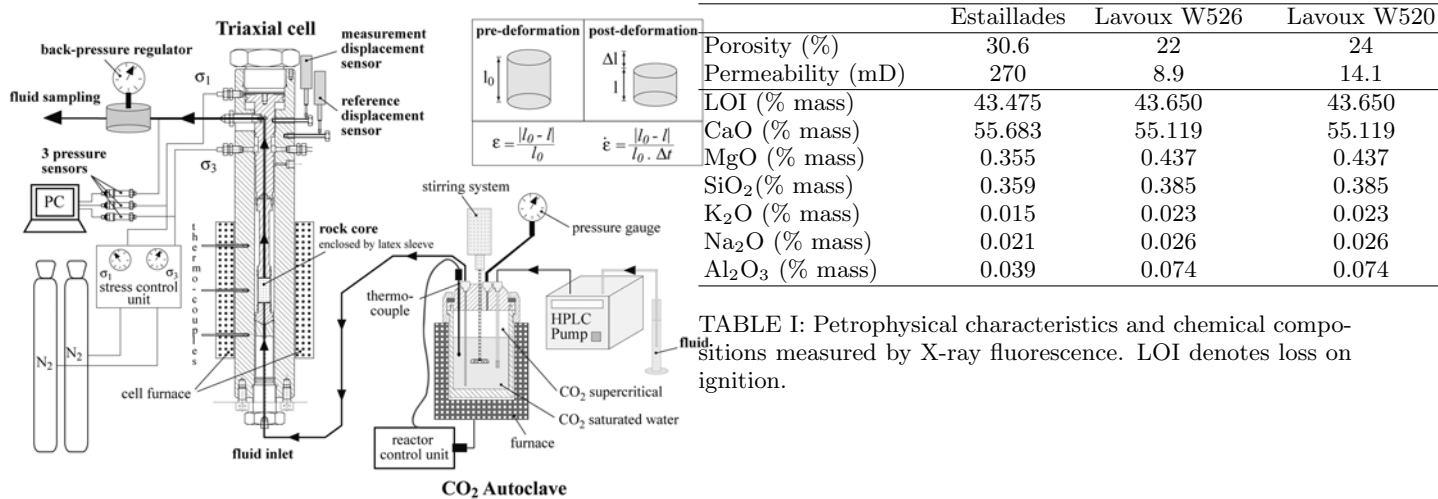 Triaxial cell
back-pressure regulator
measurement
displacement
sensor
σ1
fluid sampling
reference
displacement
sensor
3 pressure
sensors
σ3
PC
pre-deformation
post-deformation
l0
Δl
l
ε = |l0 - l| / l0
ε̇ = |l0 - l| / l0 . Δt
stirring system
pressure gauge
rock core
enclosed by latex sleeve
thermo-couples
σ1
σ3
stress control
unit
N2
N2
thermo-
couple
HPLC
Pump
fluid
cell furnace
CO2 supercritical
CO2 saturated water
furnace
reactor
control unit
fluid inlet
CO2 Autoclave
Estaillades Lavoux W526 Lavoux W520
Porosity (%) 30.6 22 24
Permeability (mD) 270 8.9 14.1
LOI (% mass) 43.475 43.650 43.650
CaO (% mass) 55.683 55.119 55.119
MgO (% mass) 0.355 0.437 0.437
SiO2(% mass) 0.359 0.385 0.385
K2O (% mass) 0.015 0.023 0.023
Na2O (% mass) 0.021 0.026 0.026
Al2O3 (% mass) 0.039 0.074 0.074
TABLE I: Petrophysical characteristics and chemical compo-
sitions measured by X-ray fluorescence. LOI denotes loss on
ignition.